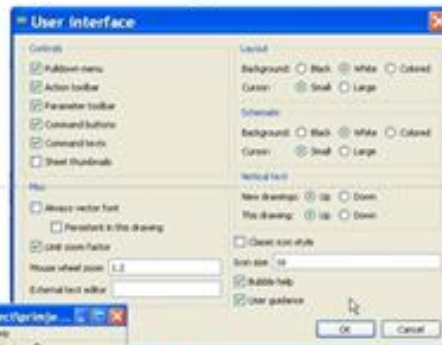 User interface
Controls
Pulldown menu
Action toolbar
Parameter toolbar
Command buttons
Command texts
Sheet thumbnails
Misc
Always vector font
Persistent in this drawing
Limit zoom factor
Mouse wheel zoom 1.2
External text editor
Layout
Background: Black White Colored
Cursor: Small Large
Schematic
Background: Black White Colored
Cursor: Small Large
Vertical text
New drawings: Up Down
This drawing: Up Down
Classic icon style
Icon size
Bubble help
User guidance
OK Cancel